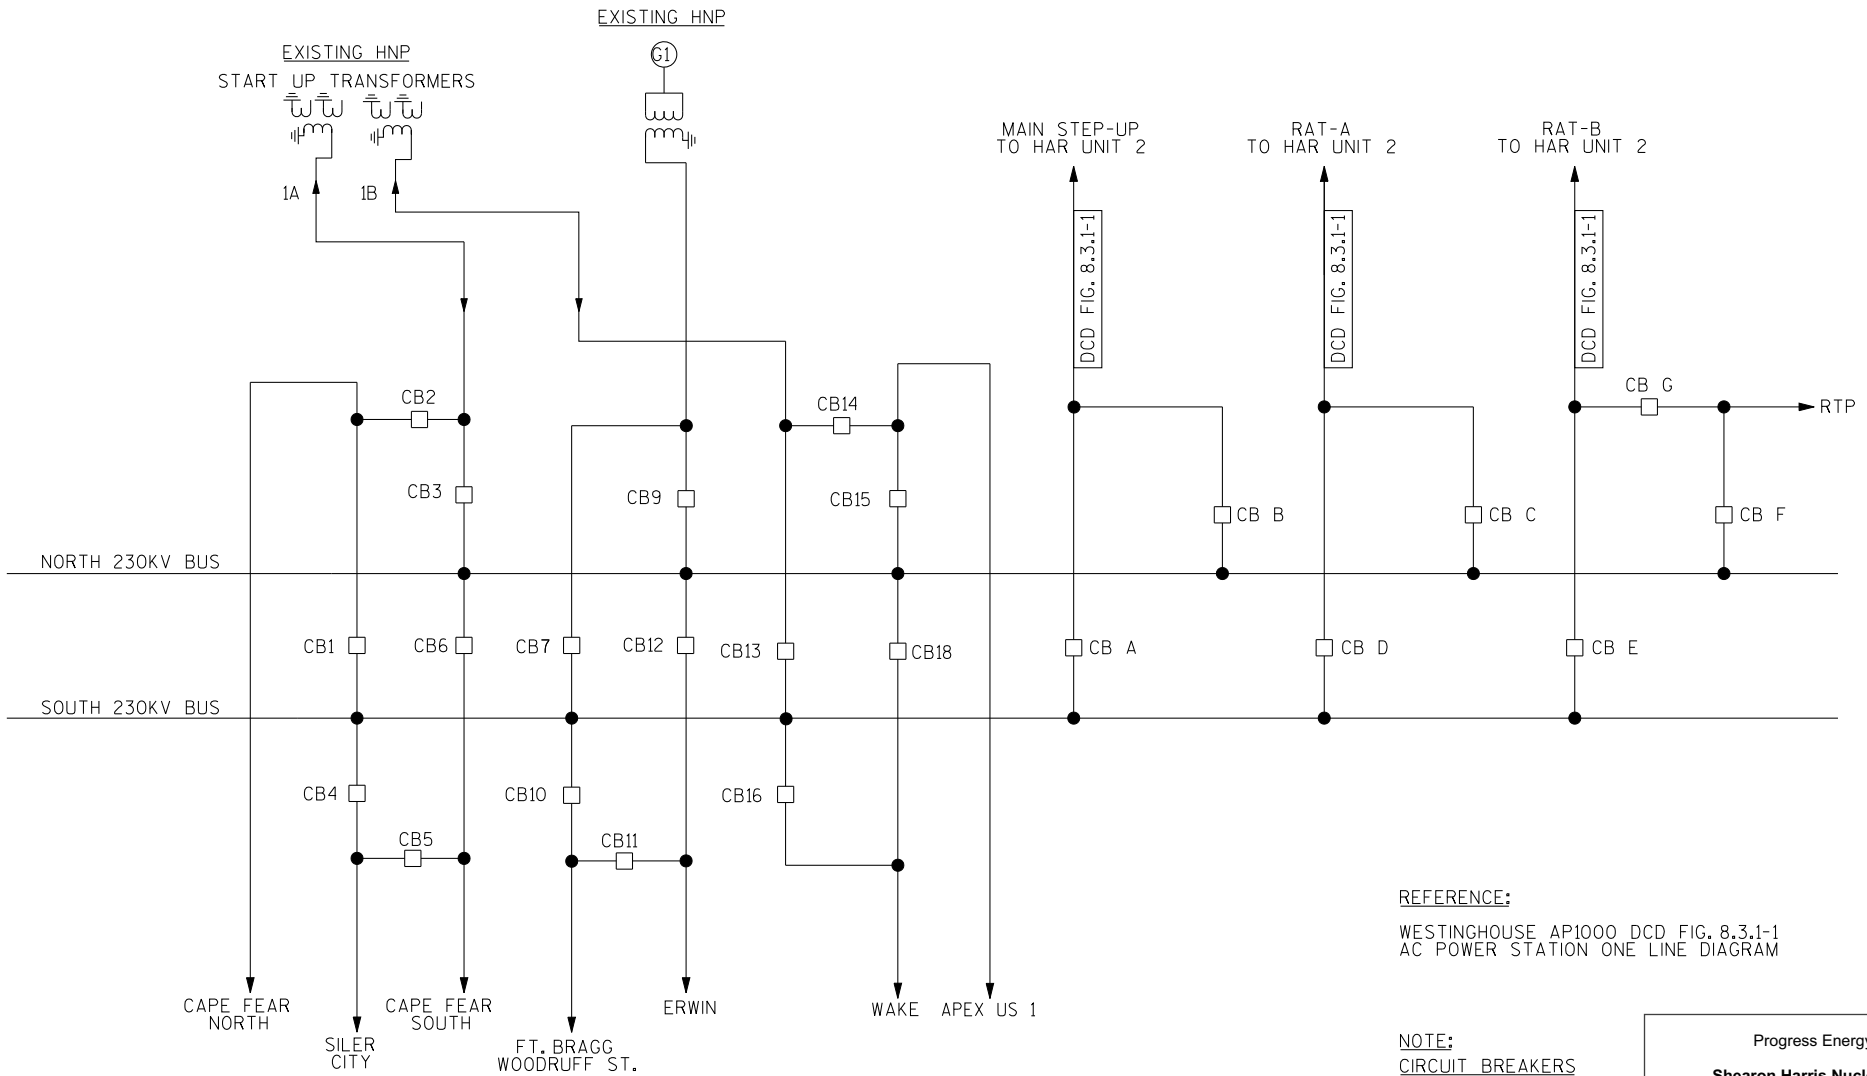 EXISTING HNP
EXISTING HNP
START UP TRANSFORMERS
G1
1A
1B
MAIN STEP-UP
TO HAR UNIT 2
RAT-A
TO HAR UNIT 2
RAT-B
TO HAR UNIT 2
DCD FIG. 8.3.1-1
DCD FIG. 8.3.1-1
DCD FIG. 8.3.1-1
CB2
CB14
CB G
RTP
CB3
CB9
CB15
CB B
CB C
CB F
NORTH 230KV BUS
CB1
CB6
CB7
CB12
CB13
CB18
CB A
CB D
CB E
SOUTH 230KV BUS
CB4
CB10
CB16
CB5
CB11
CAPE FEAR
NORTH
SILER
CITY
CAPE FEAR
SOUTH
FT. BRAGG
WOODRUFF ST.
ERWIN
WAKE
APEX US 1
REFERENCE:
WESTINGHOUSE AP1000 DCD FIG. 8.3.1-1
AC POWER STATION ONE LINE DIAGRAM
NOTE:
CIRCUIT BREAKERS
Progress Energy
Shearon Harris